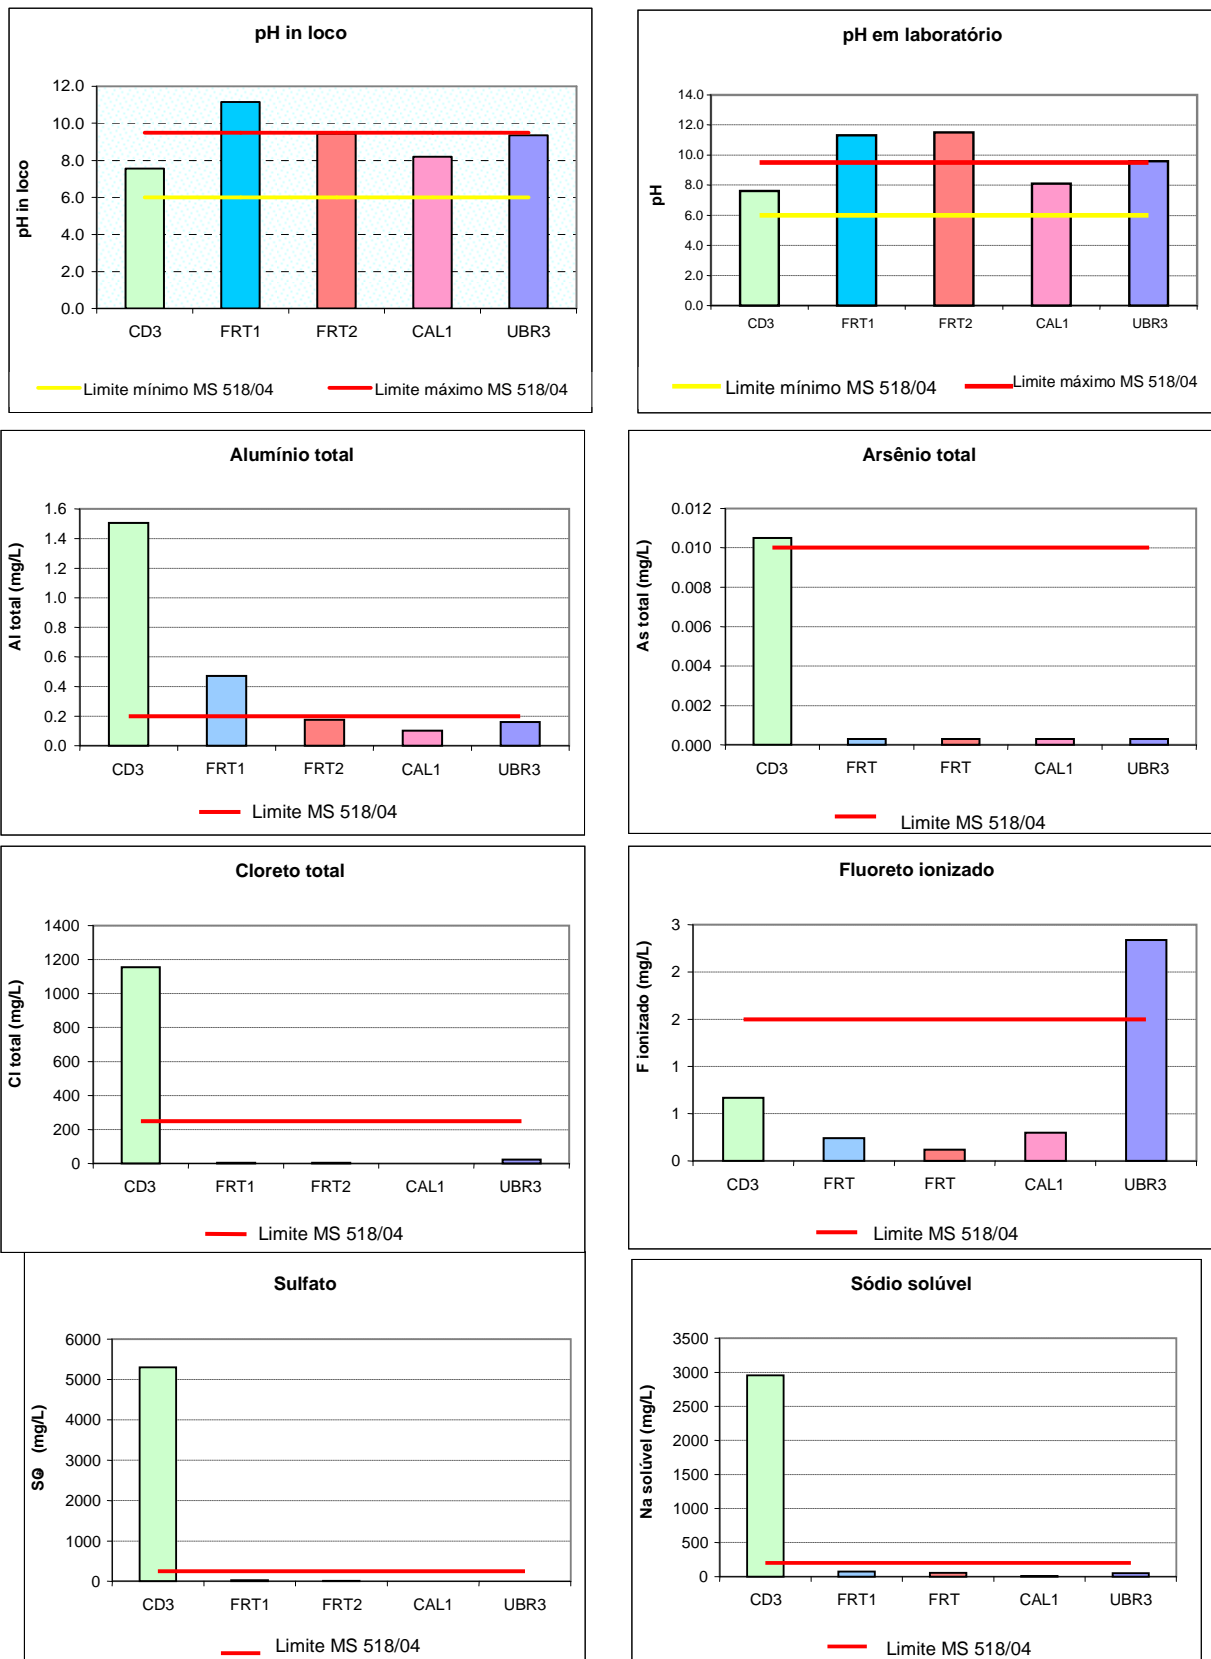 pH in loco
pH in loco
12.0
10.0
8.0
6.0
4.0
2.0
0.0
CD3 FRT1 FRT2 CAL1 UBR3
Limite mínimo MS 518/04 Limite máximo MS 518/04
pH em laboratório
pH
14.0
12.0
10.0
8.0
6.0
4.0
2.0
0.0
CD3 FRT1 FRT2 CAL1 UBR3
Limite mínimo MS 518/04 Limite máximo MS 518/04
Alumínio total
Al total (mg/L)
1.6
1.4
1.2
1.0
0.8
0.6
0.4
0.2
0.0
CD3 FRT1 FRT2 CAL1 UBR3
Limite MS 518/04
Arsênio total
As total (mg/L)
0.012
0.010
0.008
0.006
0.004
0.002
0.000
CD3 FRT FRT CAL1 UBR3
Limite MS 518/04
Cloreto total
Cl total (mg/L)
1400
1200
1000
800
600
400
200
0
CD3 FRT1 FRT2 CAL1 UBR3
Limite MS 518/04
Fluoreto ionizado
F ionizado (mg/L)
3
2
2
1
1
0
CD3 FRT FRT CAL1 UBR3
Limite MS 518/04
Sulfato
(mg/L)
6000
5000
4000
3000
2000
1000
0
CD3 FRT1 FRT2 CAL1 UBR3
Limite MS 518/04
Sódio solúvel
Na solúvel (mg/L)
3500
3000
2500
2000
1500
1000
500
0
CD3 FRT1 FRT CAL1 UBR3
Limite MS 518/04